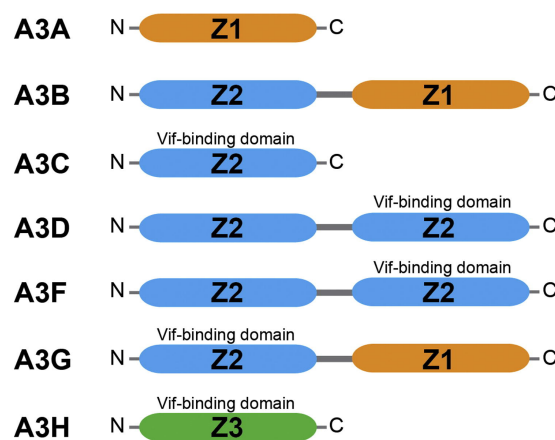 A3A N Z1 C
A3B N Z2 Z1 C
Vif-binding domain
A3C N Z2 C
Vif-binding domain
A3D N Z2 Z2 C
Vif-binding domain
A3F N Z2 Z2 C
Vif-binding domain
A3G N Z2 Z1 C
Vif-binding domain
A3H N Z3 C